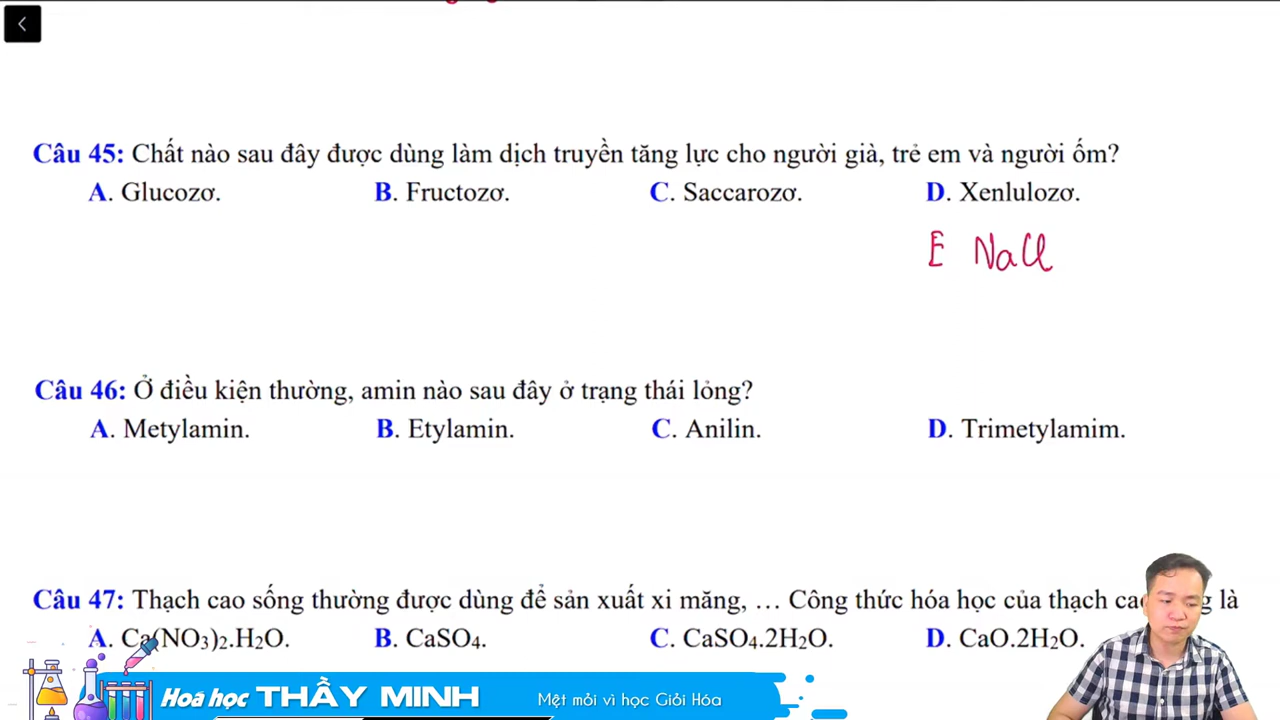 Câu 45: Chất nào sau đây được dùng làm dịch truyền tăng lực cho người già, trẻ em và người ốm?
A. Glucozơ. B. Fructozơ. C. Saccarozơ. D. Xenlulozơ.
E NaCl
Câu 46: Ở điều kiện thường, amin nào sau đây ở trạng thái lỏng?
A. Metylamin. B. Etylamin. C. Anilin. D. Trimetylamim.
Câu 47: Thạch cao sống thường được dùng để sản xuất xi măng, … Công thức hóa học của thạch là
A. Ca(NO3)2.H2O. B. CaSO4. C. CaSO4.2H2O. D. CaO.2H2O.
Hoá học THẦY MINH Mệt mỏi vì học Giỏi Hóa